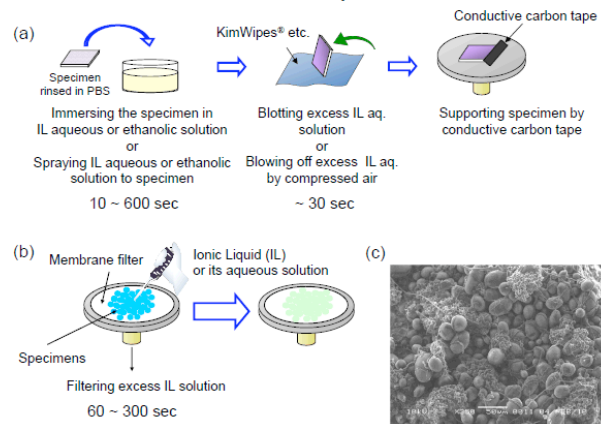 (a)
KimWipes® etc.
Conductive carbon tape
Specimen
rinsed in PBS
Immersing the specimen in
IL aqueous or ethanolic solution
or
Spraying IL aqueous or ethanolic
solution to specimen
10 ~ 600 sec
Blotting excess IL aq.
solution
or
Blowing off excess IL aq.
by compressed air
~ 30 sec
Supporting specimen by
conductive carbon tape
(b)
Membrane filter
Ionic Liquid (IL)
or its aqueous solution
Specimens
Filtering excess IL solution
60 ~ 300 sec
(c)
50um